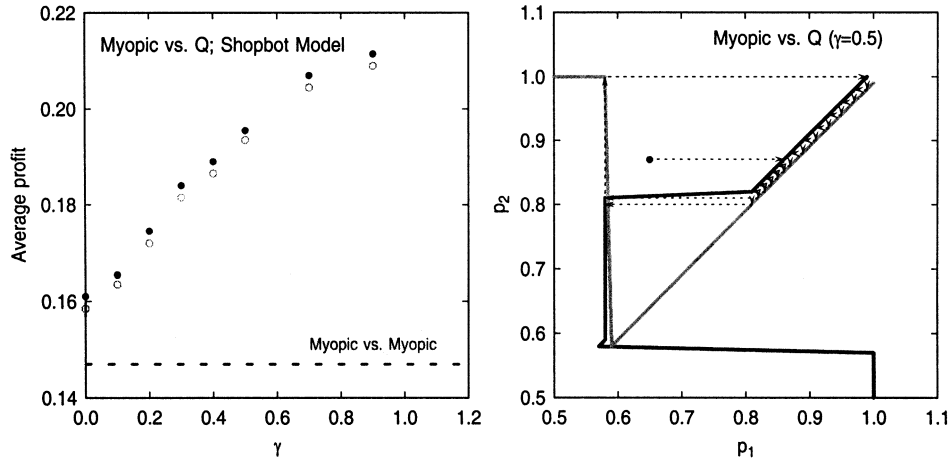 0.22
0.20
0.18
0.16
0.14
Average profit
Myopic vs. Q; Shopbot Model
Myopic vs. Myopic
0.0 0.2 0.4 0.6 0.8 1.0 1.2
γ
Myopic vs. Q (γ=0.5)
1.1
1.0
0.9
0.8
0.7
0.6
0.5
p2
0.5 0.6 0.7 0.8 0.9 1.0 1.1
p1